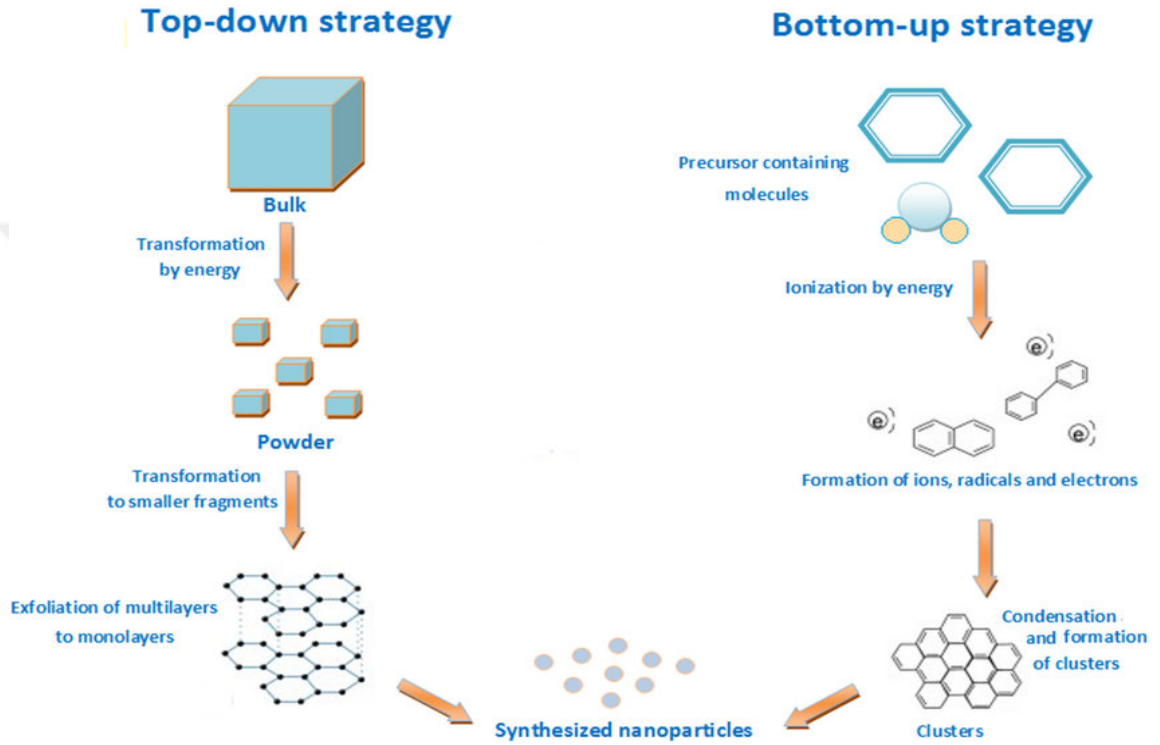 Top-down strategy
Bulk
Transformation
by energy
Powder
Transformation
to smaller fragments
Exfoliation of multilayers
to monolayers
Bottom-up strategy
Precursor containing
molecules
Ionization by energy
e
e
e
Formation of ions, radicals and electrons
Condensation
and formation
of clusters
Clusters
Synthesized nanoparticles